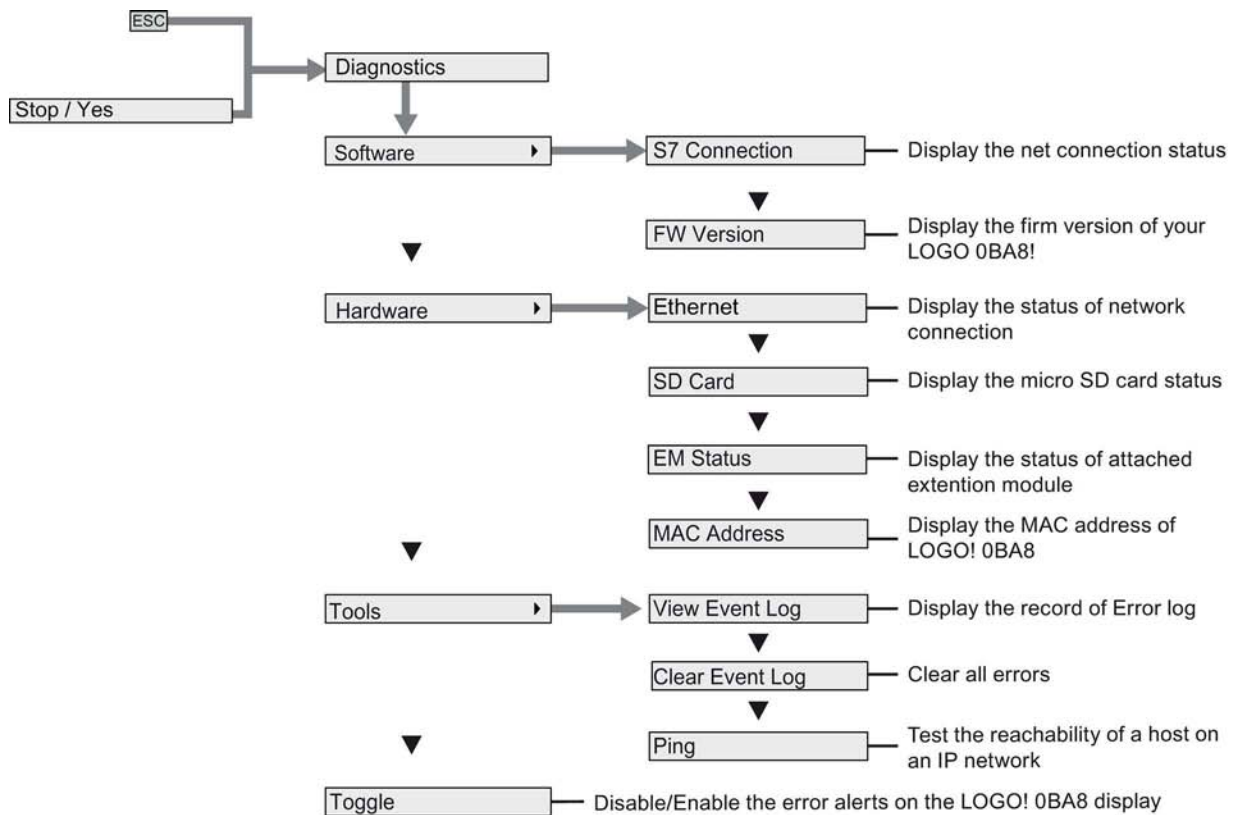 ESC
Diagnostics
Stop / Yes
Software
S7 Connection
Display the net connection status
FW Version
Display the firm version of your
LOGO 0BA8!
Hardware
Ethernet
Display the status of network
connection
SD Card
Display the micro SD card status
EM Status
Display the status of attached
extention module
MAC Address
Display the MAC address of
LOGO! 0BA8
Tools
View Event Log
Display the record of Error log
Clear Event Log
Clear all errors
Ping
Test the reachability of a host on
an IP network
Toggle
Disable/Enable the error alerts on the LOGO! 0BA8 display